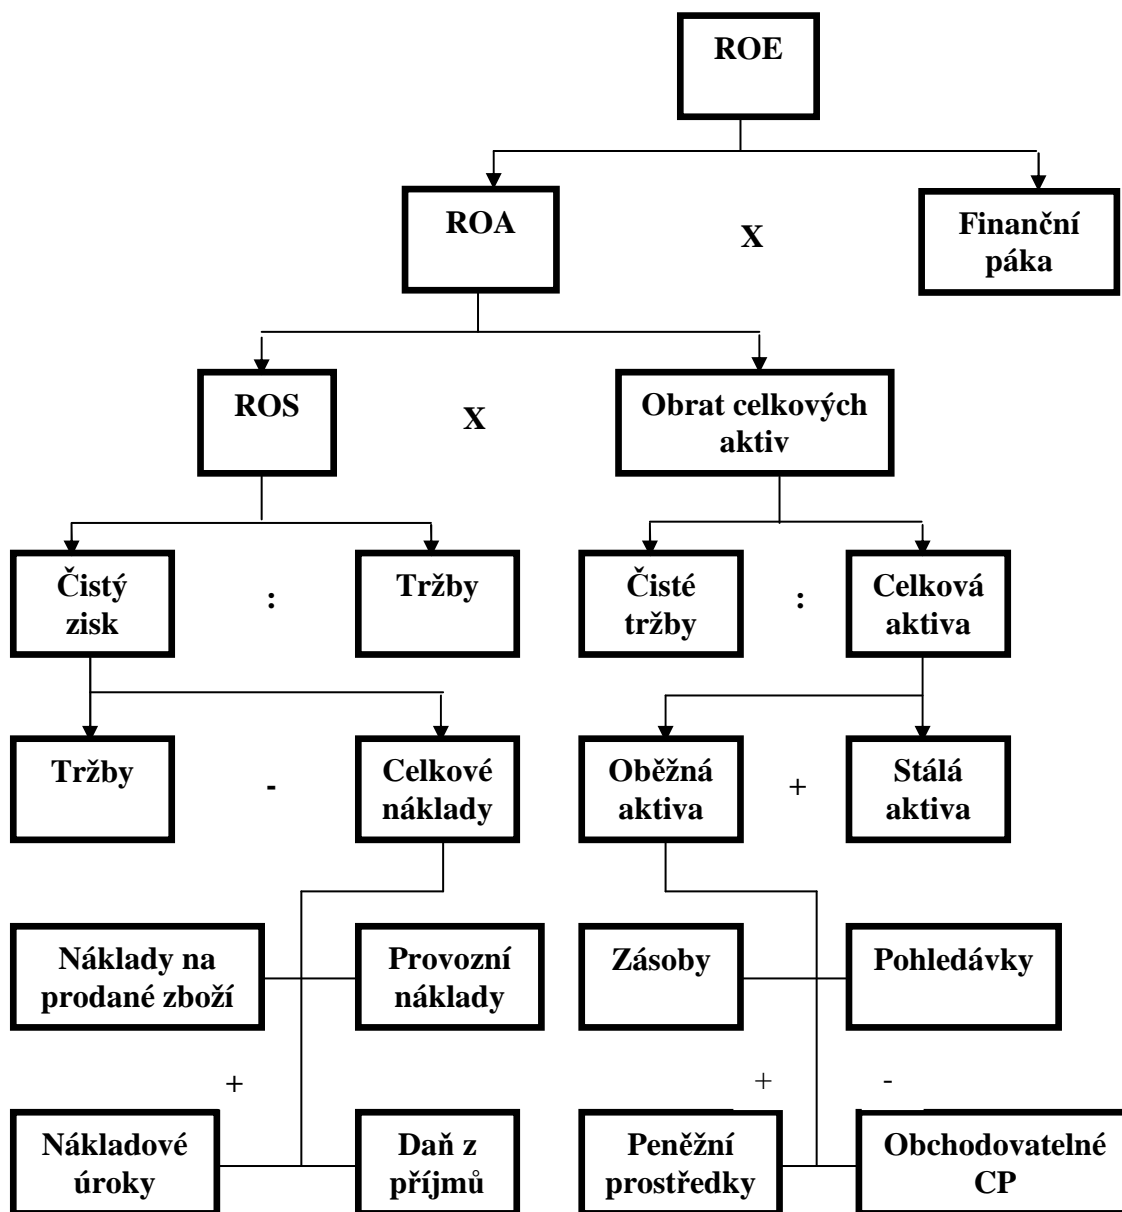 ROE
ROA
X
Finanční
páka
ROS
X
Obrat celkových
aktiv
Čistý
zisk
:
Tržby
Čisté
tržby
:
Celková
aktiva
Tržby
-
Celkové
náklady
Oběžná
aktiva
+
Stálá
aktiva
Náklady na
prodané zboží
Provozní
náklady
Zásoby
Pohledávky
+
+
-
Nákladové
úroky
Daň z
příjmů
Peněžní
prostředky
Obchodovatelné
CP